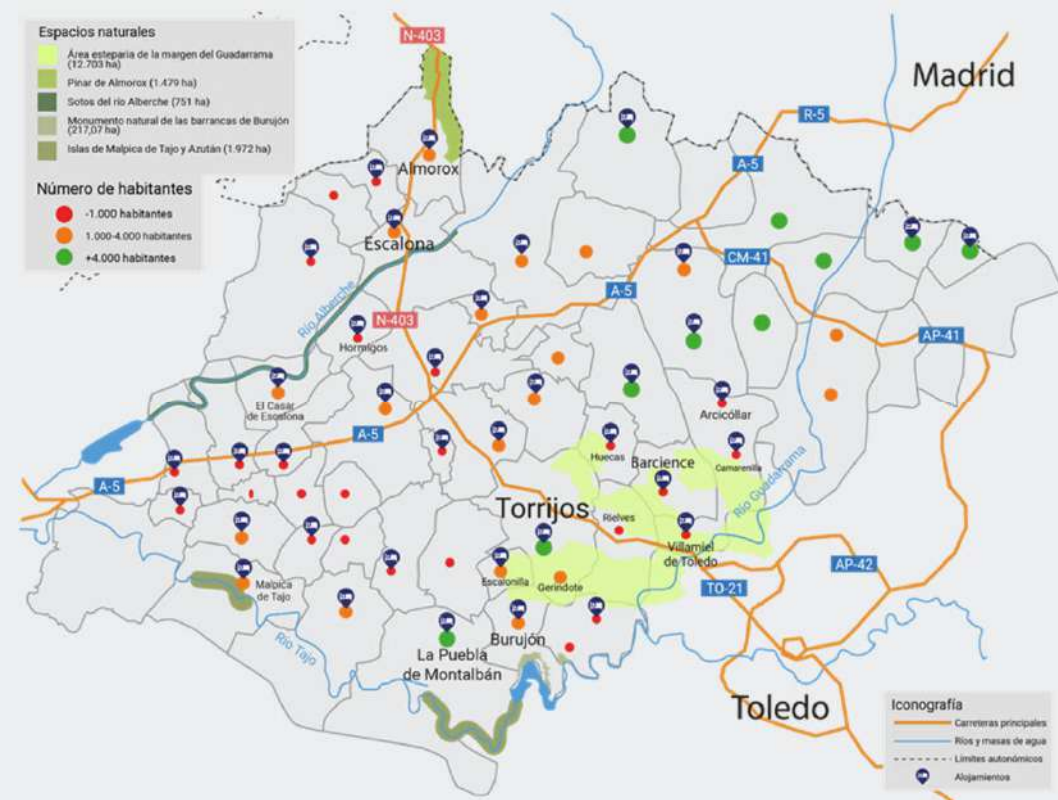 Espacios naturales
Área esteparia de la margen del Guadarrama
(12.703 ha)
Pinar de Almorox (1.479 ha)
Sotos del río Alberche (751 ha)
Monumento natural de las barrancas de Burujón
(217,07 ha)
Islas de Malpica de Tajo y Azután (1.972 ha)
Número de habitantes
-1.000 habitantes
1.000-4.000 habitantes
+4.000 habitantes
N-403
Madrid
R-5
A-5
Almorox
Escalona
CM-41
A-5
Río Alberche
N-403
Hormigos
AP-41
El Casar
de Escalona
Arcicóllar
A-5
Huecas
Barcience
Camarenilla
A-5
Río Guadarrama
Torrijos
Rielves
Villamiel
de Toledo
AP-42
Malpica
de Tajo
Escalonilla
Gerindote
TO-21
Río Tajo
Burujón
La Puebla
de Montalbán
Toledo
Iconografía
Carreteras principales
Ríos y masas de agua
Límites autonómicos
Alojamientos